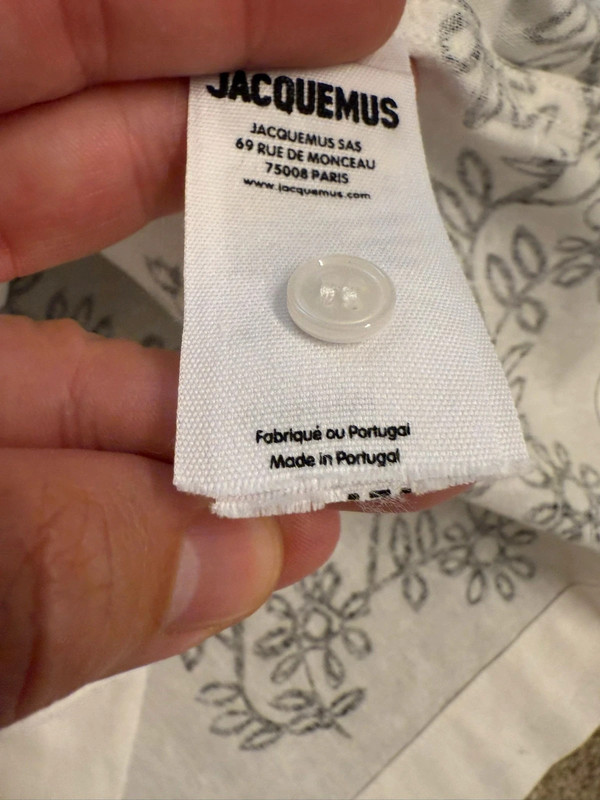 JACQUEMUS
JACQUEMUS SAS
69 RUE DE MONCEAU
75008 PARIS
www.jacquemus.com
Fabriqué au Portugal
Made in Portugal